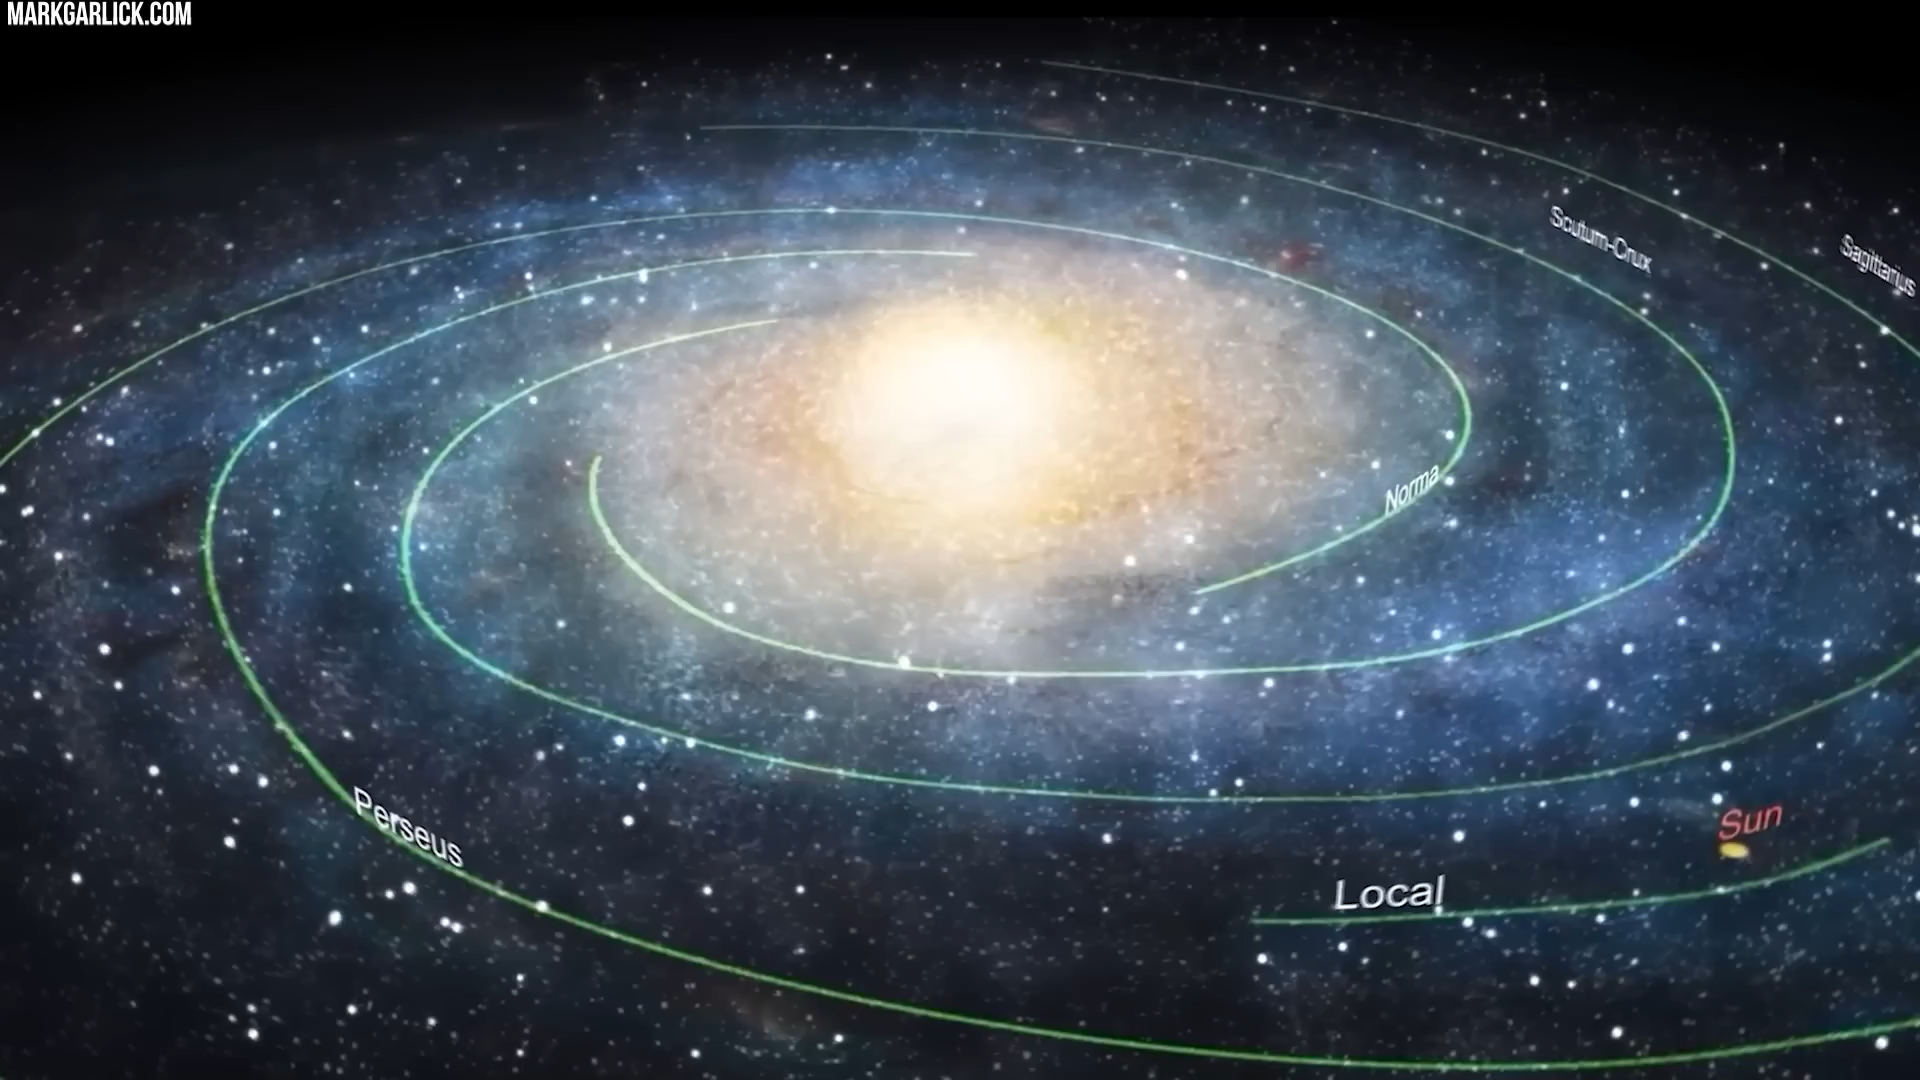 MARKGARLICK.COM
Scutum-Crux
Sagittarius
Norma
Perseus
Sun
Local